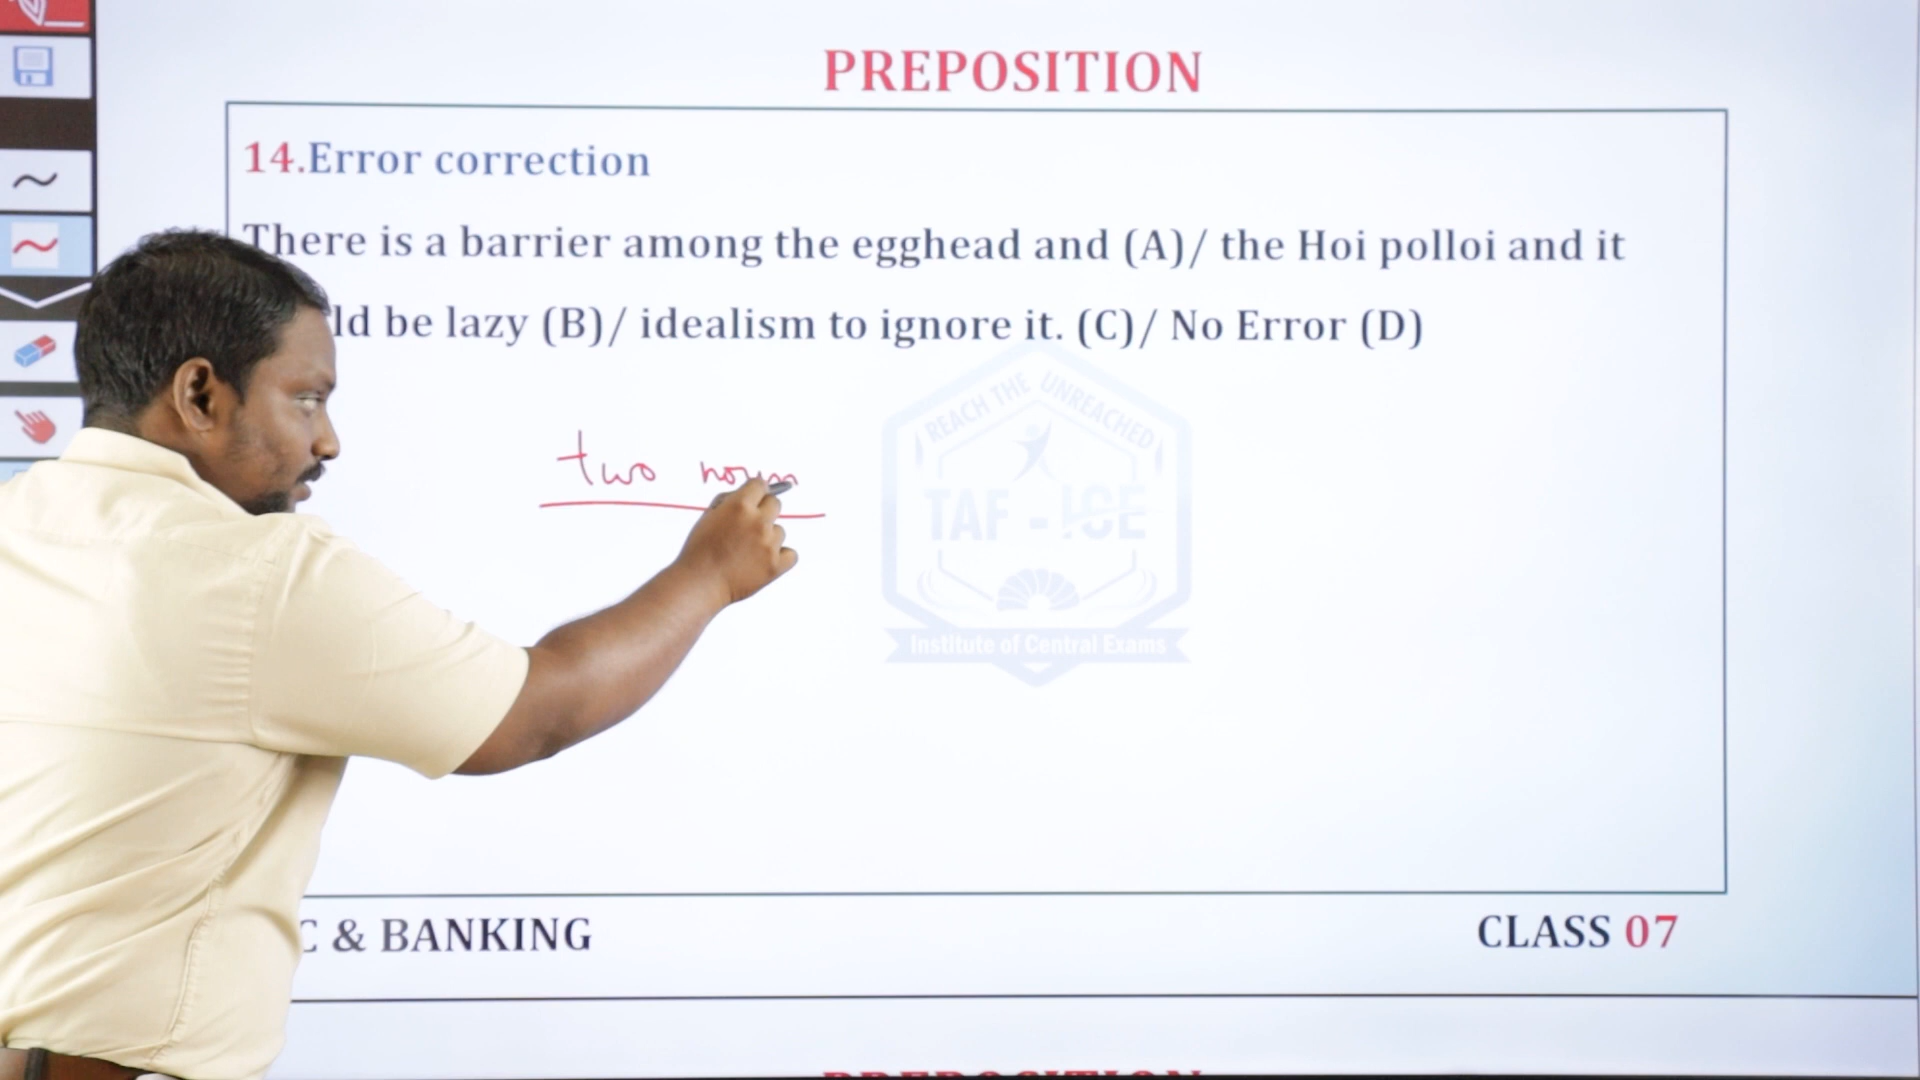 PREPOSITION
14.Error correction
There is a barrier among the egghead and (A)/ the Hoi polloi and it
ld be lazy (B)/ idealism to ignore it. (C)/ No Error (D)
two noun
REACH THE UNREACHED
TAF - ICE
Institute of Central Exams
C & BANKING
CLASS 07
PREPOSITION